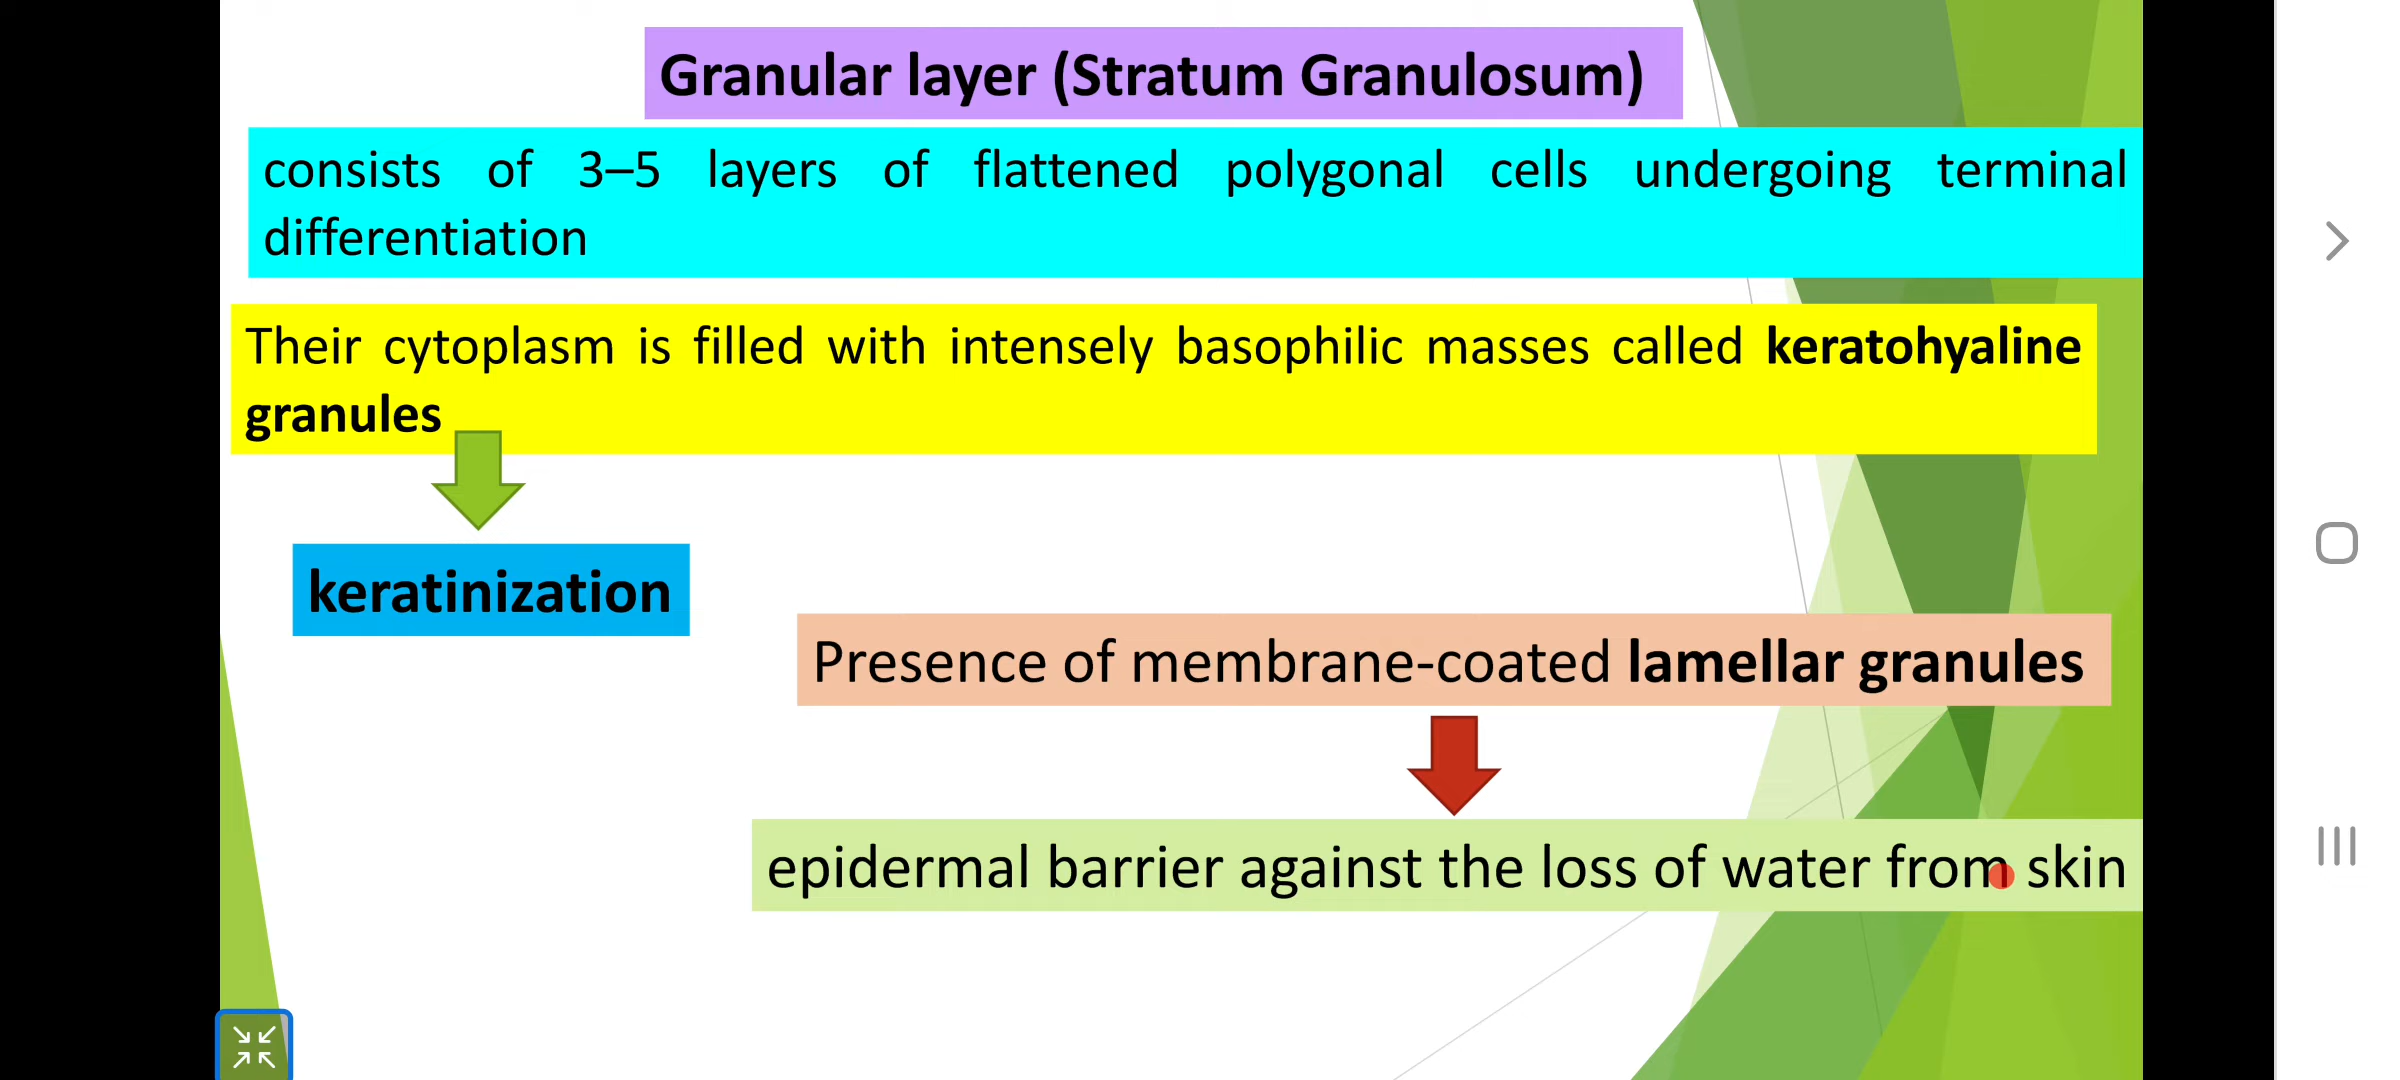 Granular layer (Stratum Granulosum)
consists of 3–5 layers of flattened polygonal cells undergoing terminal
differentiation
Their cytoplasm is filled with intensely basophilic masses called keratohyaline
granules
keratinization
Presence of membrane-coated lamellar granules
epidermal barrier against the loss of water from skin